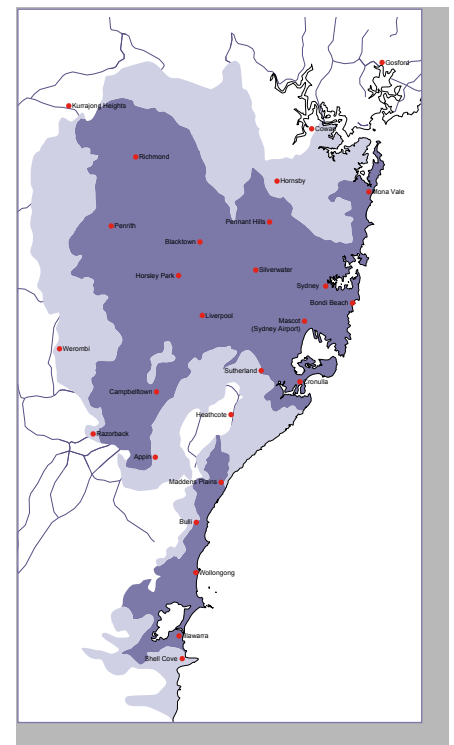 Gosford
Kurrajong Heights
Cowan
Richmond
Hornsby
Mona Vale
Pennant Hills
Penrith
Blacktown
Silverwater
Horsley Park
Sydney
Bondi Beach
Liverpool
Mascot
(Sydney Airport)
Werombi
Sutherland
Cronulla
Campbelltown
Heathcote
Razorback
Appin
Maddens Plains
Bulli
Wollongong
Illawarra
Shell Cove